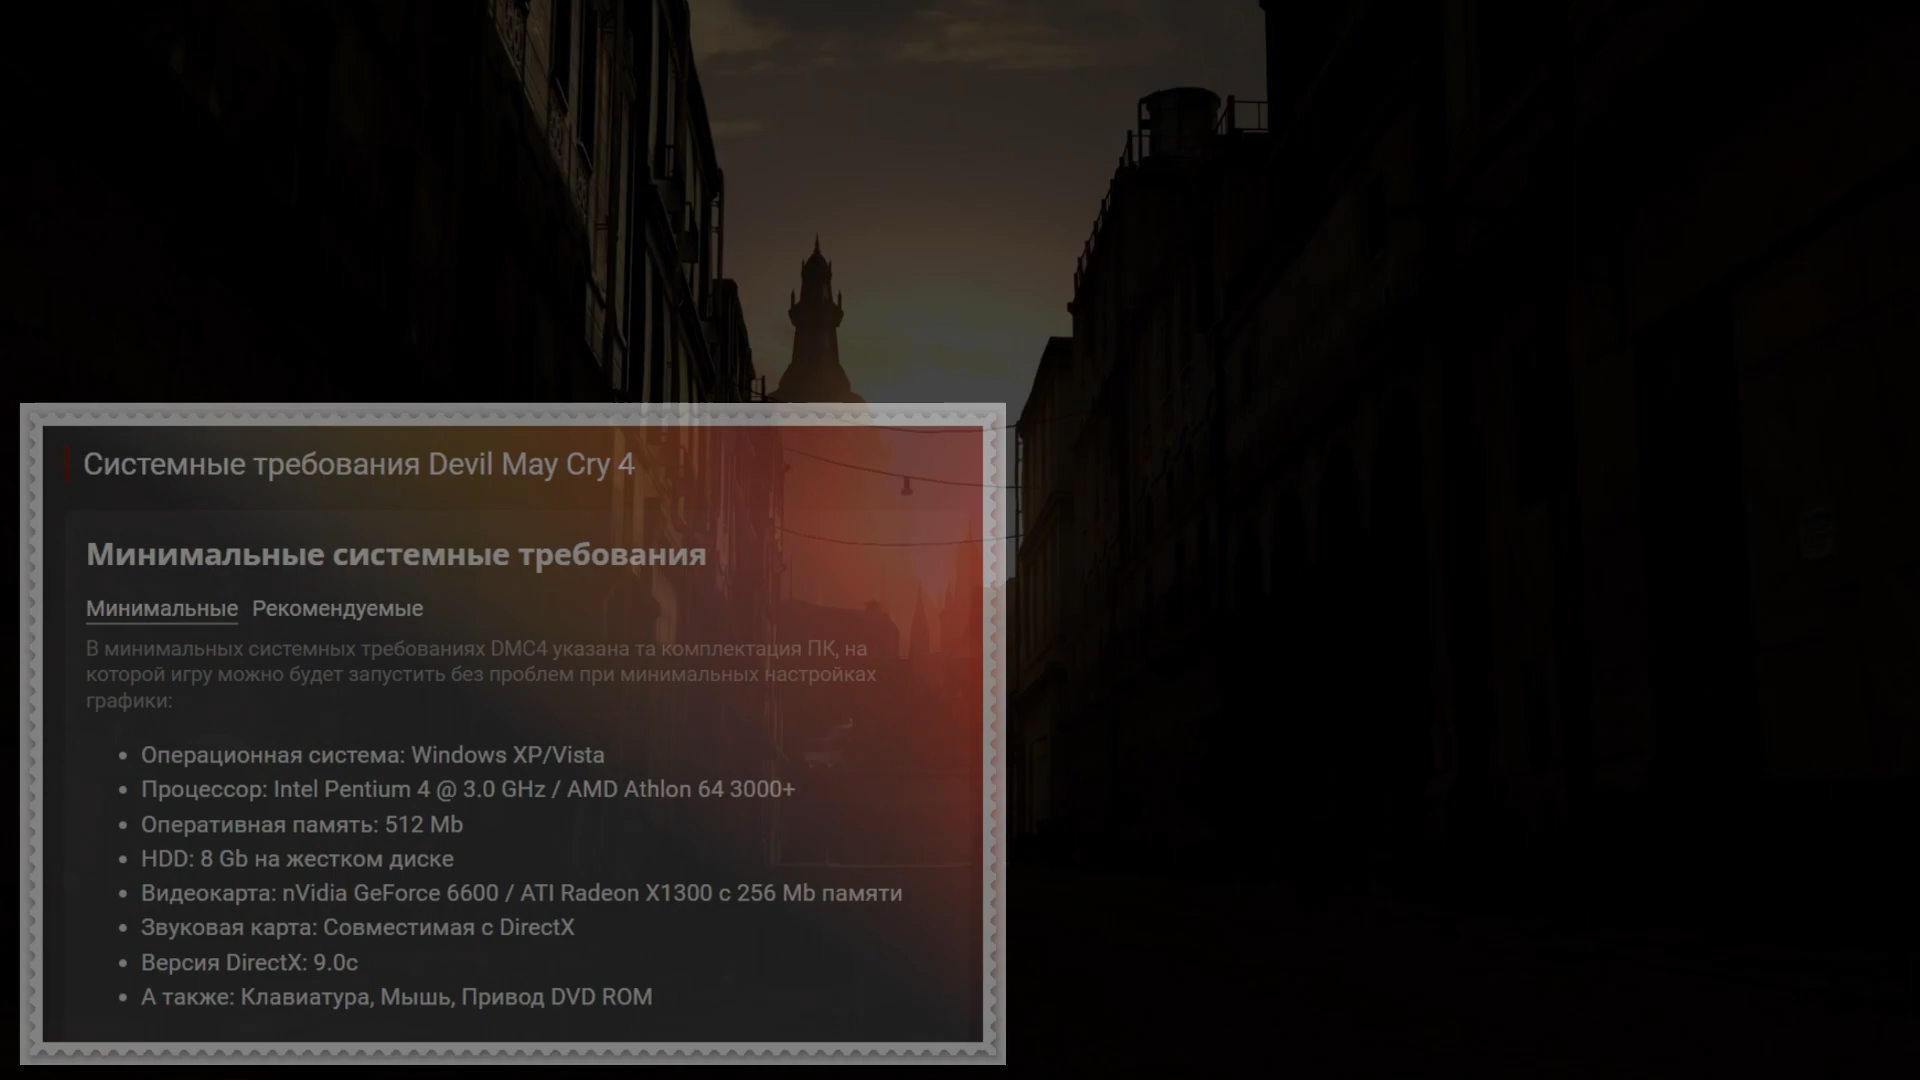 Системные требования Devil May Cry 4
Минимальные системные требования
Минимальные Рекомендуемые
В минимальных системных требованиях DMC4 указана та комплектация ПК, на
которой игру можно будет запустить без проблем при минимальных настройках
графики:
• Операционная система: Windows XP/Vista
• Процессор: Intel Pentium 4 @ 3.0 GHz / AMD Athlon 64 3000+
• Оперативная память: 512 Mb
• HDD: 8 Gb на жестком диске
• Видеокарта: nVidia GeForce 6600 / ATI Radeon X1300 с 256 Mb памяти
• Звуковая карта: Совместимая с DirectX
• Версия DirectX: 9.0c
• А также: Клавиатура, Мышь, Привод DVD ROM